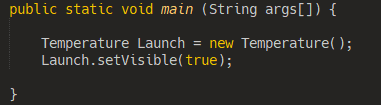 public static void main (String args[]) {
Temperature Launch = new Temperature();
Launch.setVisible(true);
}